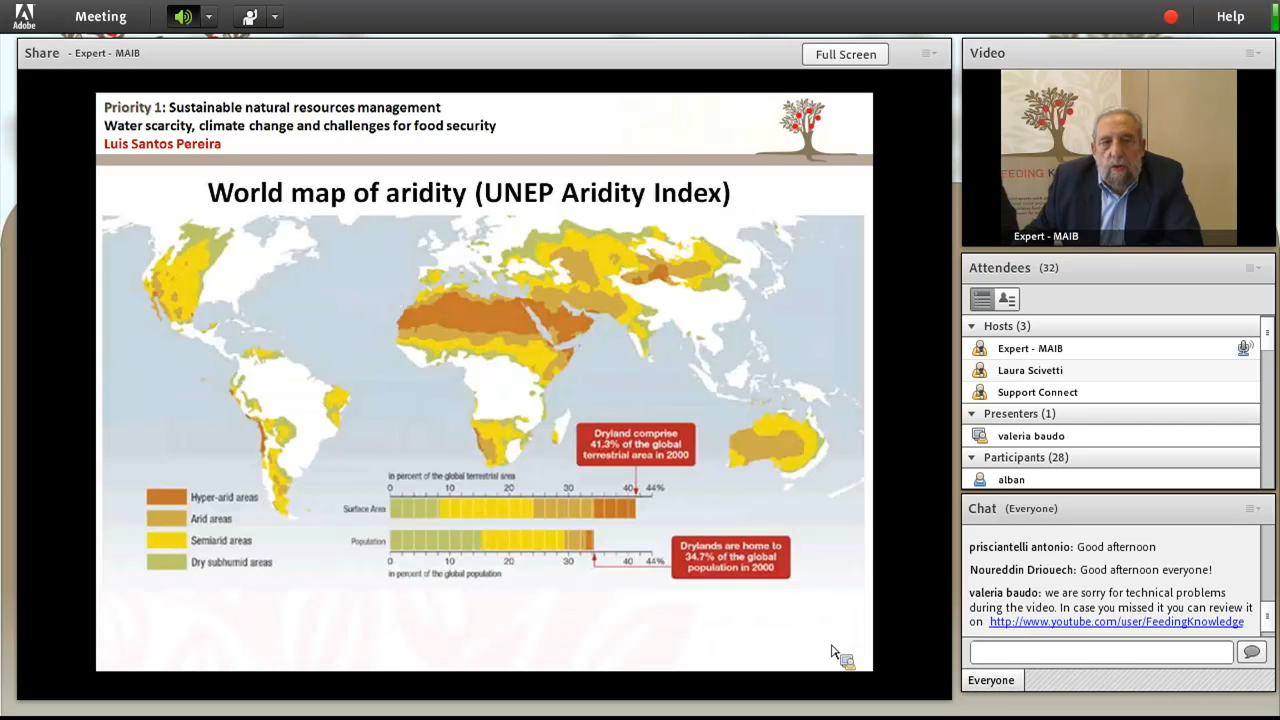 Adobe
Meeting
Help
Share - Expert - MAIB
Full Screen
Priority 1: Sustainable natural resources management
Water scarcity, climate change and challenges for food security
Luis Santos Pereira
World map of aridity (UNEP Aridity Index)
Dryland comprise
41.3% of the global
terrestrial area in 2000
in percent of the global terrestrial area
0 10 20 30 40 44%
Surface Area
Population
0 10 20 30 40 44%
in percent of the global population
Drylands are home to
34.7% of the global
population in 2000
Hyper-arid areas
Arid areas
Semiarid areas
Dry subhumid areas
Video
EEDING K
Expert - MAIB
Attendees (32)
Hosts (3)
Expert - MAIB
Laura Scivetti
Support Connect
Presenters (1)
valeria baudo
Participants (28)
alban
Chat (Everyone)
prisciantelli antonio: Good afternoon
Noureddin Driouech: Good afternoon everyone!
valeria baudo: we are sorry for technical problems
during the video. In case you missed it you can review it
on http://www.youtube.com/user/FeedingKnowledge
Everyone